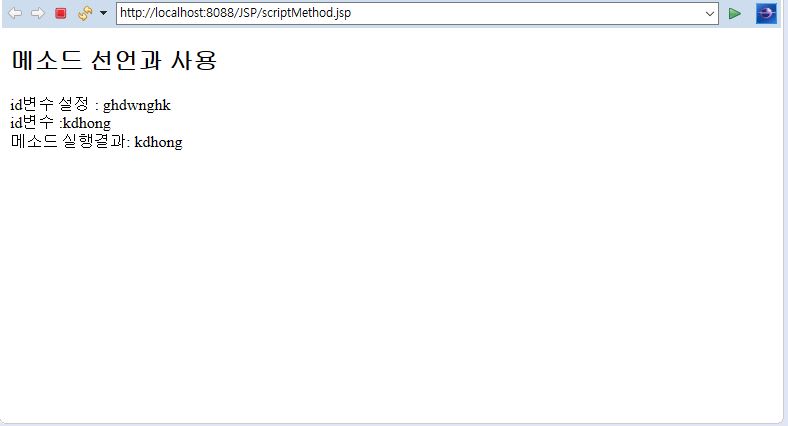 http://localhost:8088/JSP/scriptMethod.jsp
메소드 선언과 사용
id변수 설정 : ghdwnghk
id변수 :kdhong
메소드 실행결과: kdhong